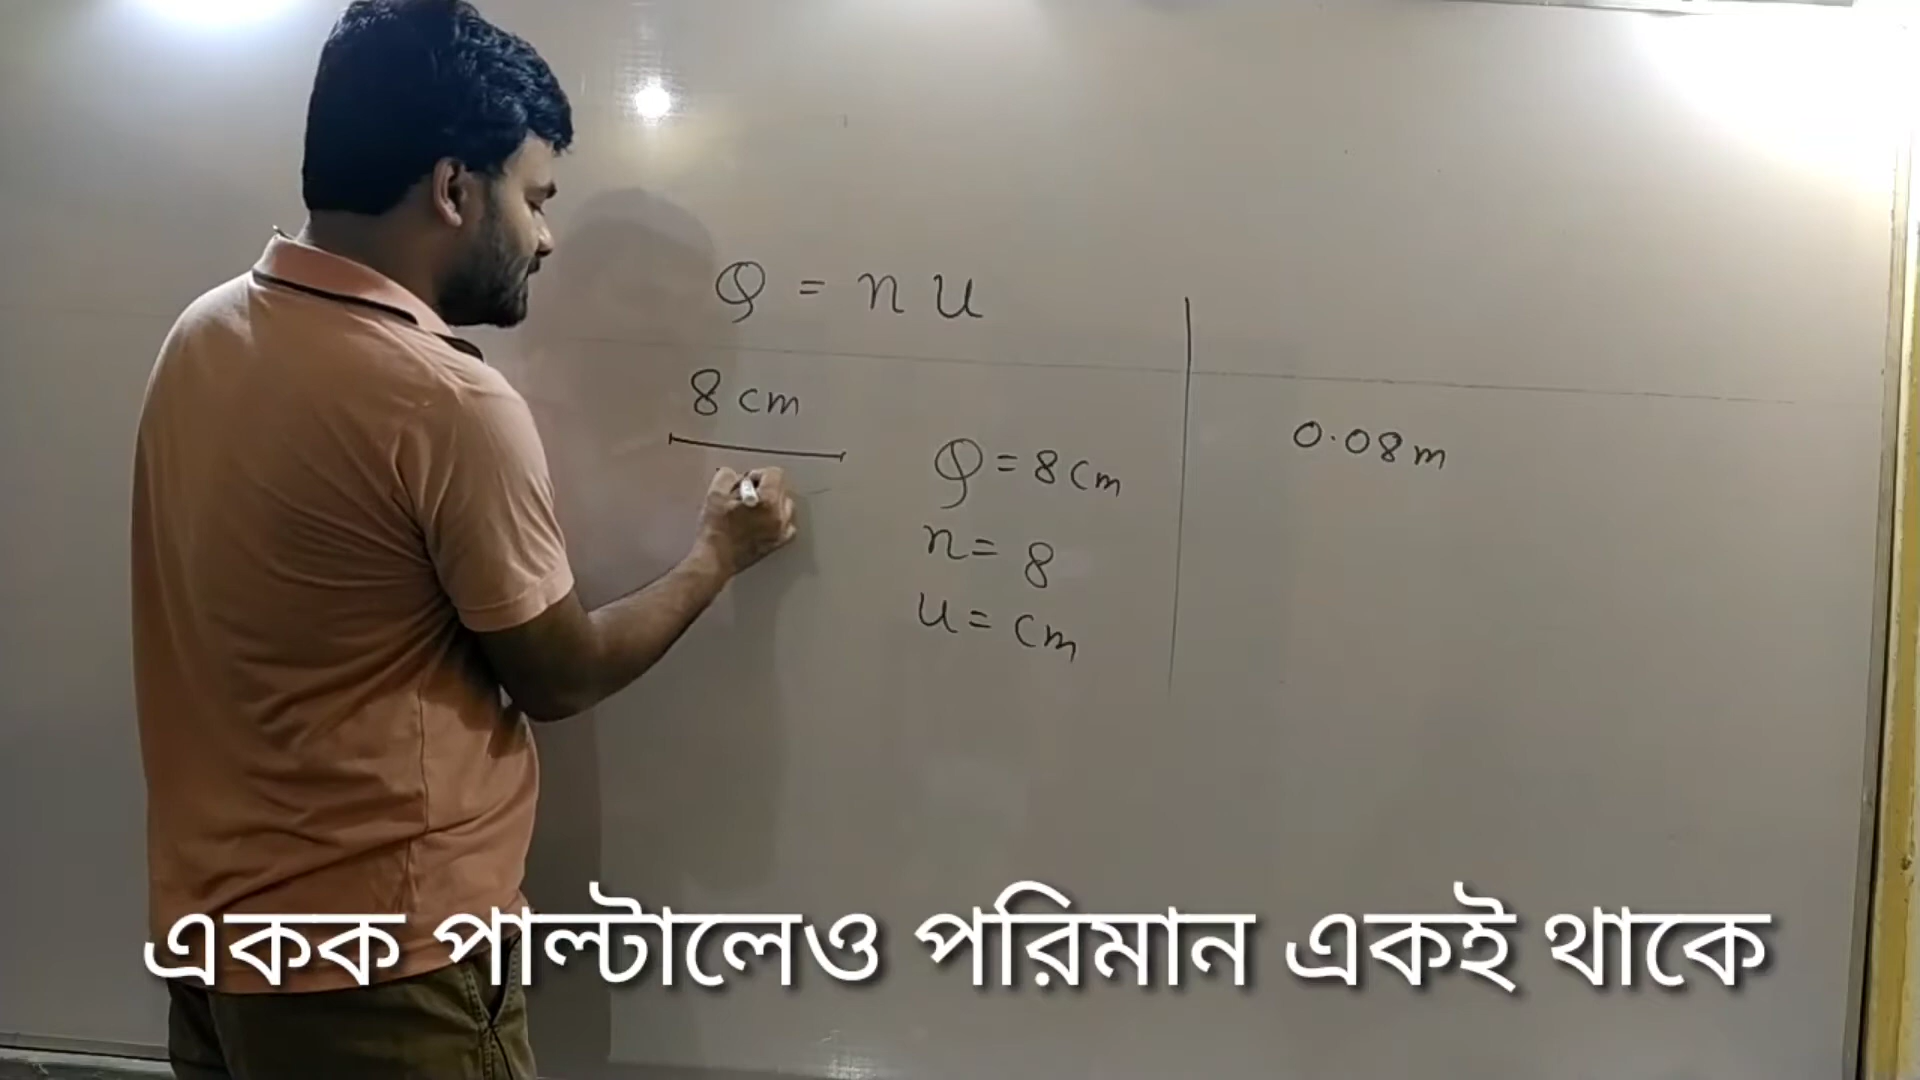 Q = n u
8 cm
Q = 8 cm
n = 8
u = cm
0.08 m
একক পাল্টালেও পরিমান একই থাকে